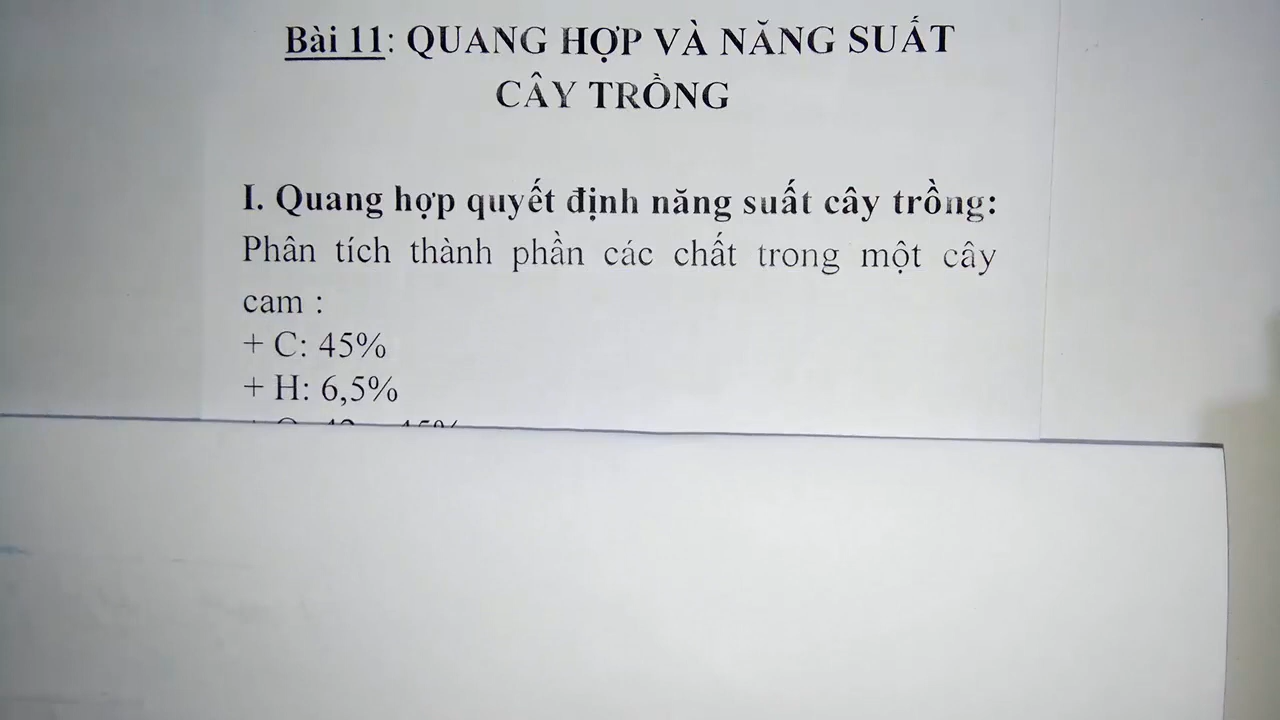 Bài 11: QUANG HỢP VÀ NĂNG SUẤT
CÂY TRỒNG
I. Quang hợp quyết định năng suất cây trồng:
Phân tích thành phần các chất trong một cây
cam :
+ C: 45%
+ H: 6,5%